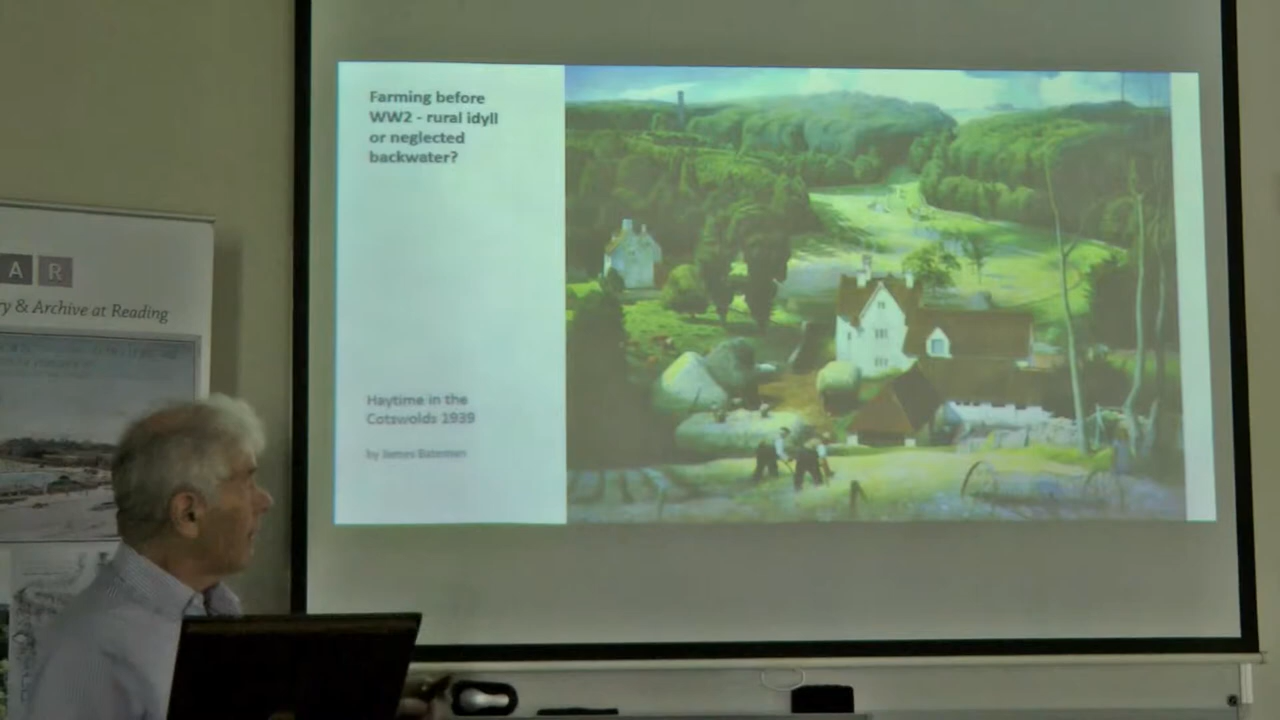 Farming before
WW2 - rural idyll
or neglected
backwater?
Haytime in the
Cotswolds 1939
by James Bateman
A R
ry & Archive at Reading